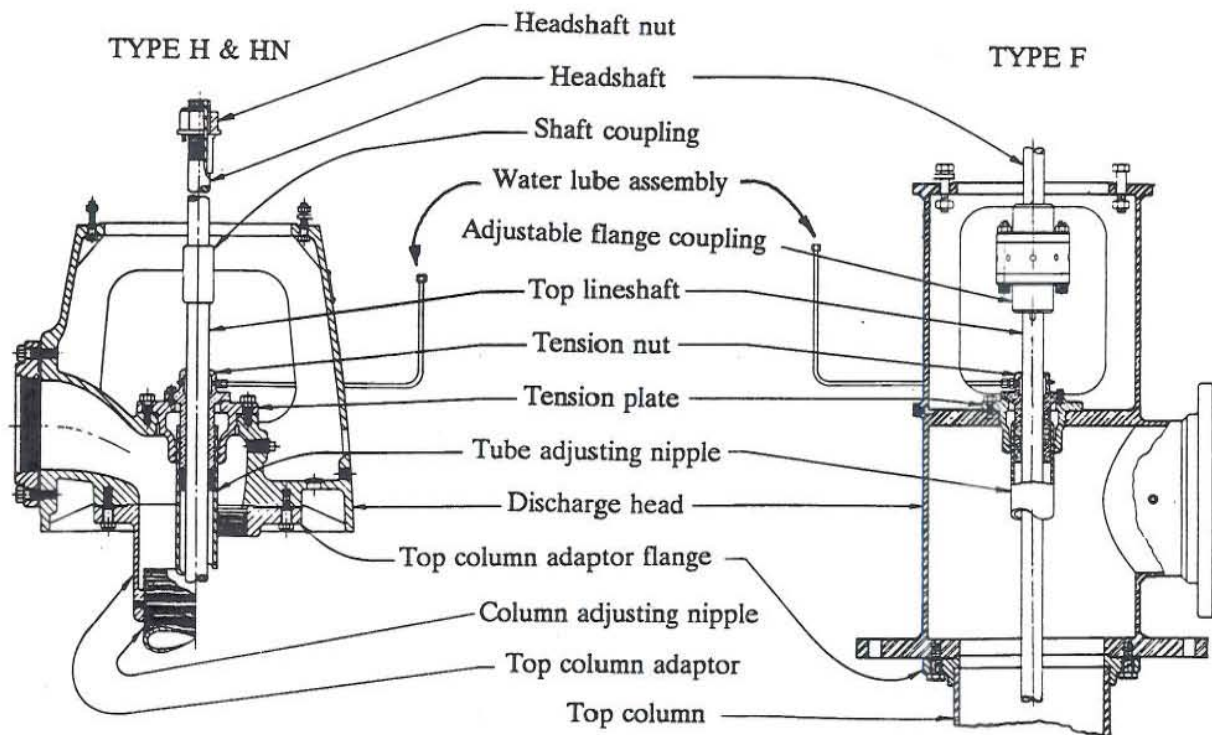 Headshaft nut
TYPE H & HN
TYPE F
Headshaft
Shaft coupling
Water lube assembly
Adjustable flange coupling
Top lineshaft
Tension nut
Tension plate
Tube adjusting nipple
Discharge head
Top column adaptor flange
Column adjusting nipple
Top column adaptor
Top column